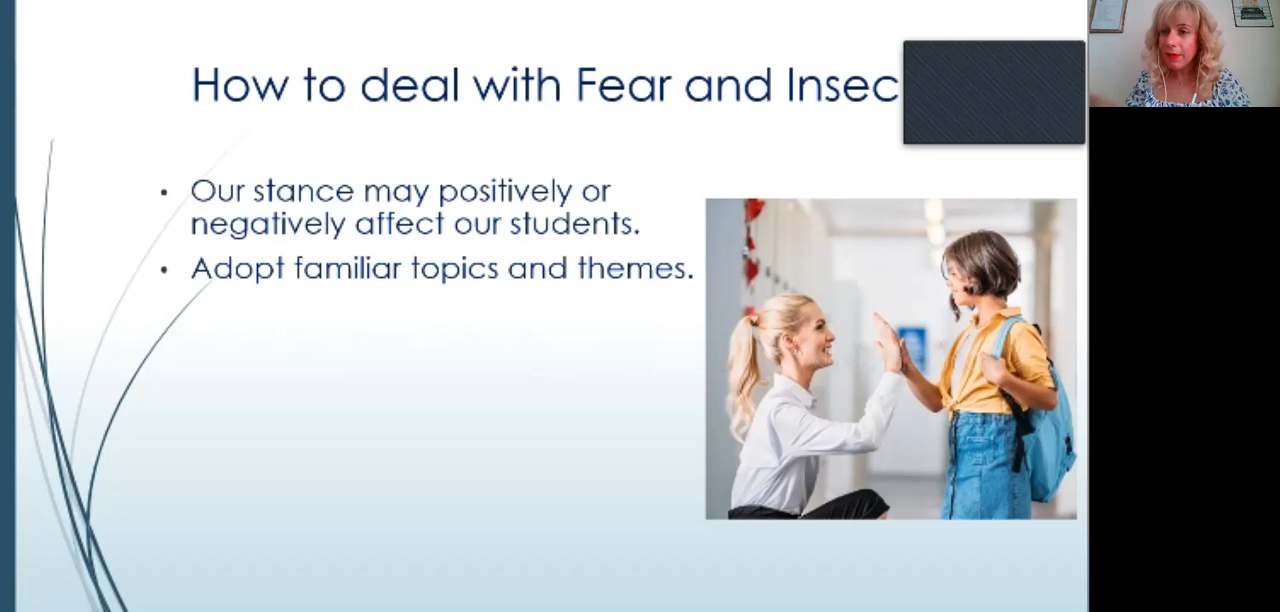 How to deal with Fear and Insec
Our stance may positively or
negatively affect our students.
Adopt familiar topics and themes.